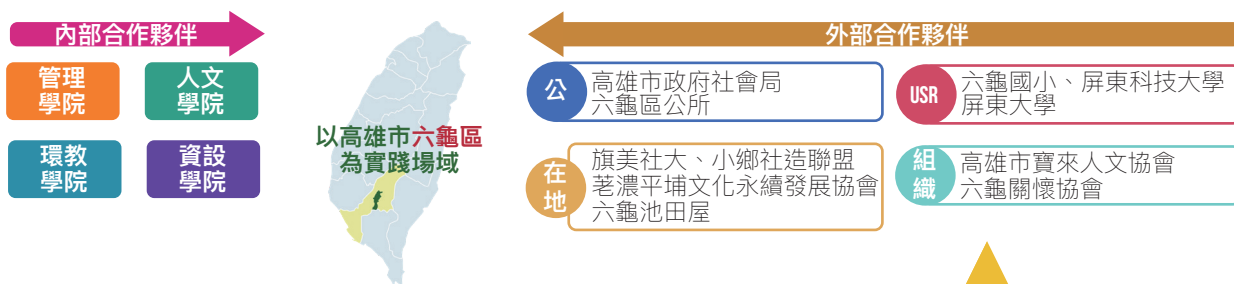 內部合作夥伴
管理
學院
人文
學院
環教
學院
資設
學院
以高雄市六龜區
為實踐場域
外部合作夥伴
公
高雄市政府社會局
六龜區公所
USR
六龜國小、屏東科技大學
屏東大學
在
地
旗美社大、小鄉社造聯盟
荖濃平埔文化永續發展協會
六龜池田屋
組
織
高雄市寶來人文協會
六龜關懷協會